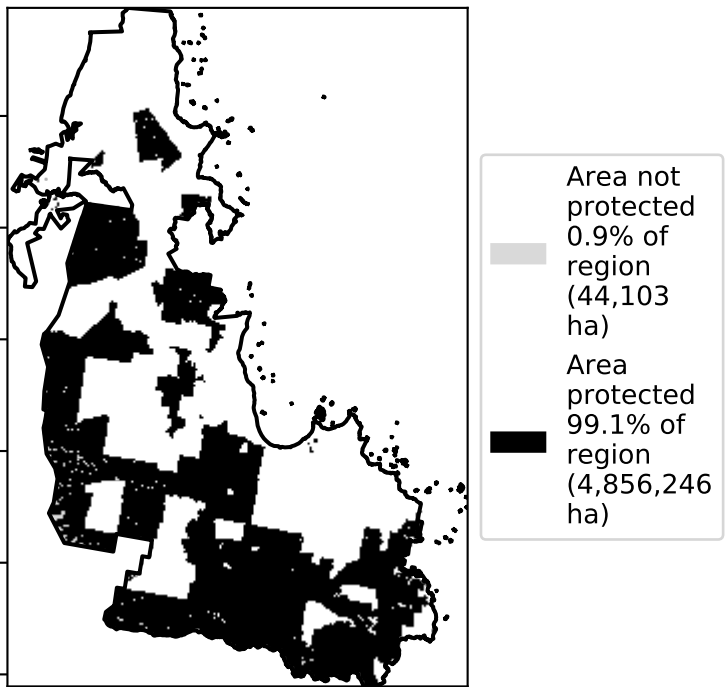 Area not
protected
0.9% of
region
(44,103
ha)
Area
protected
99.1% of
region
(4,856,246
ha)